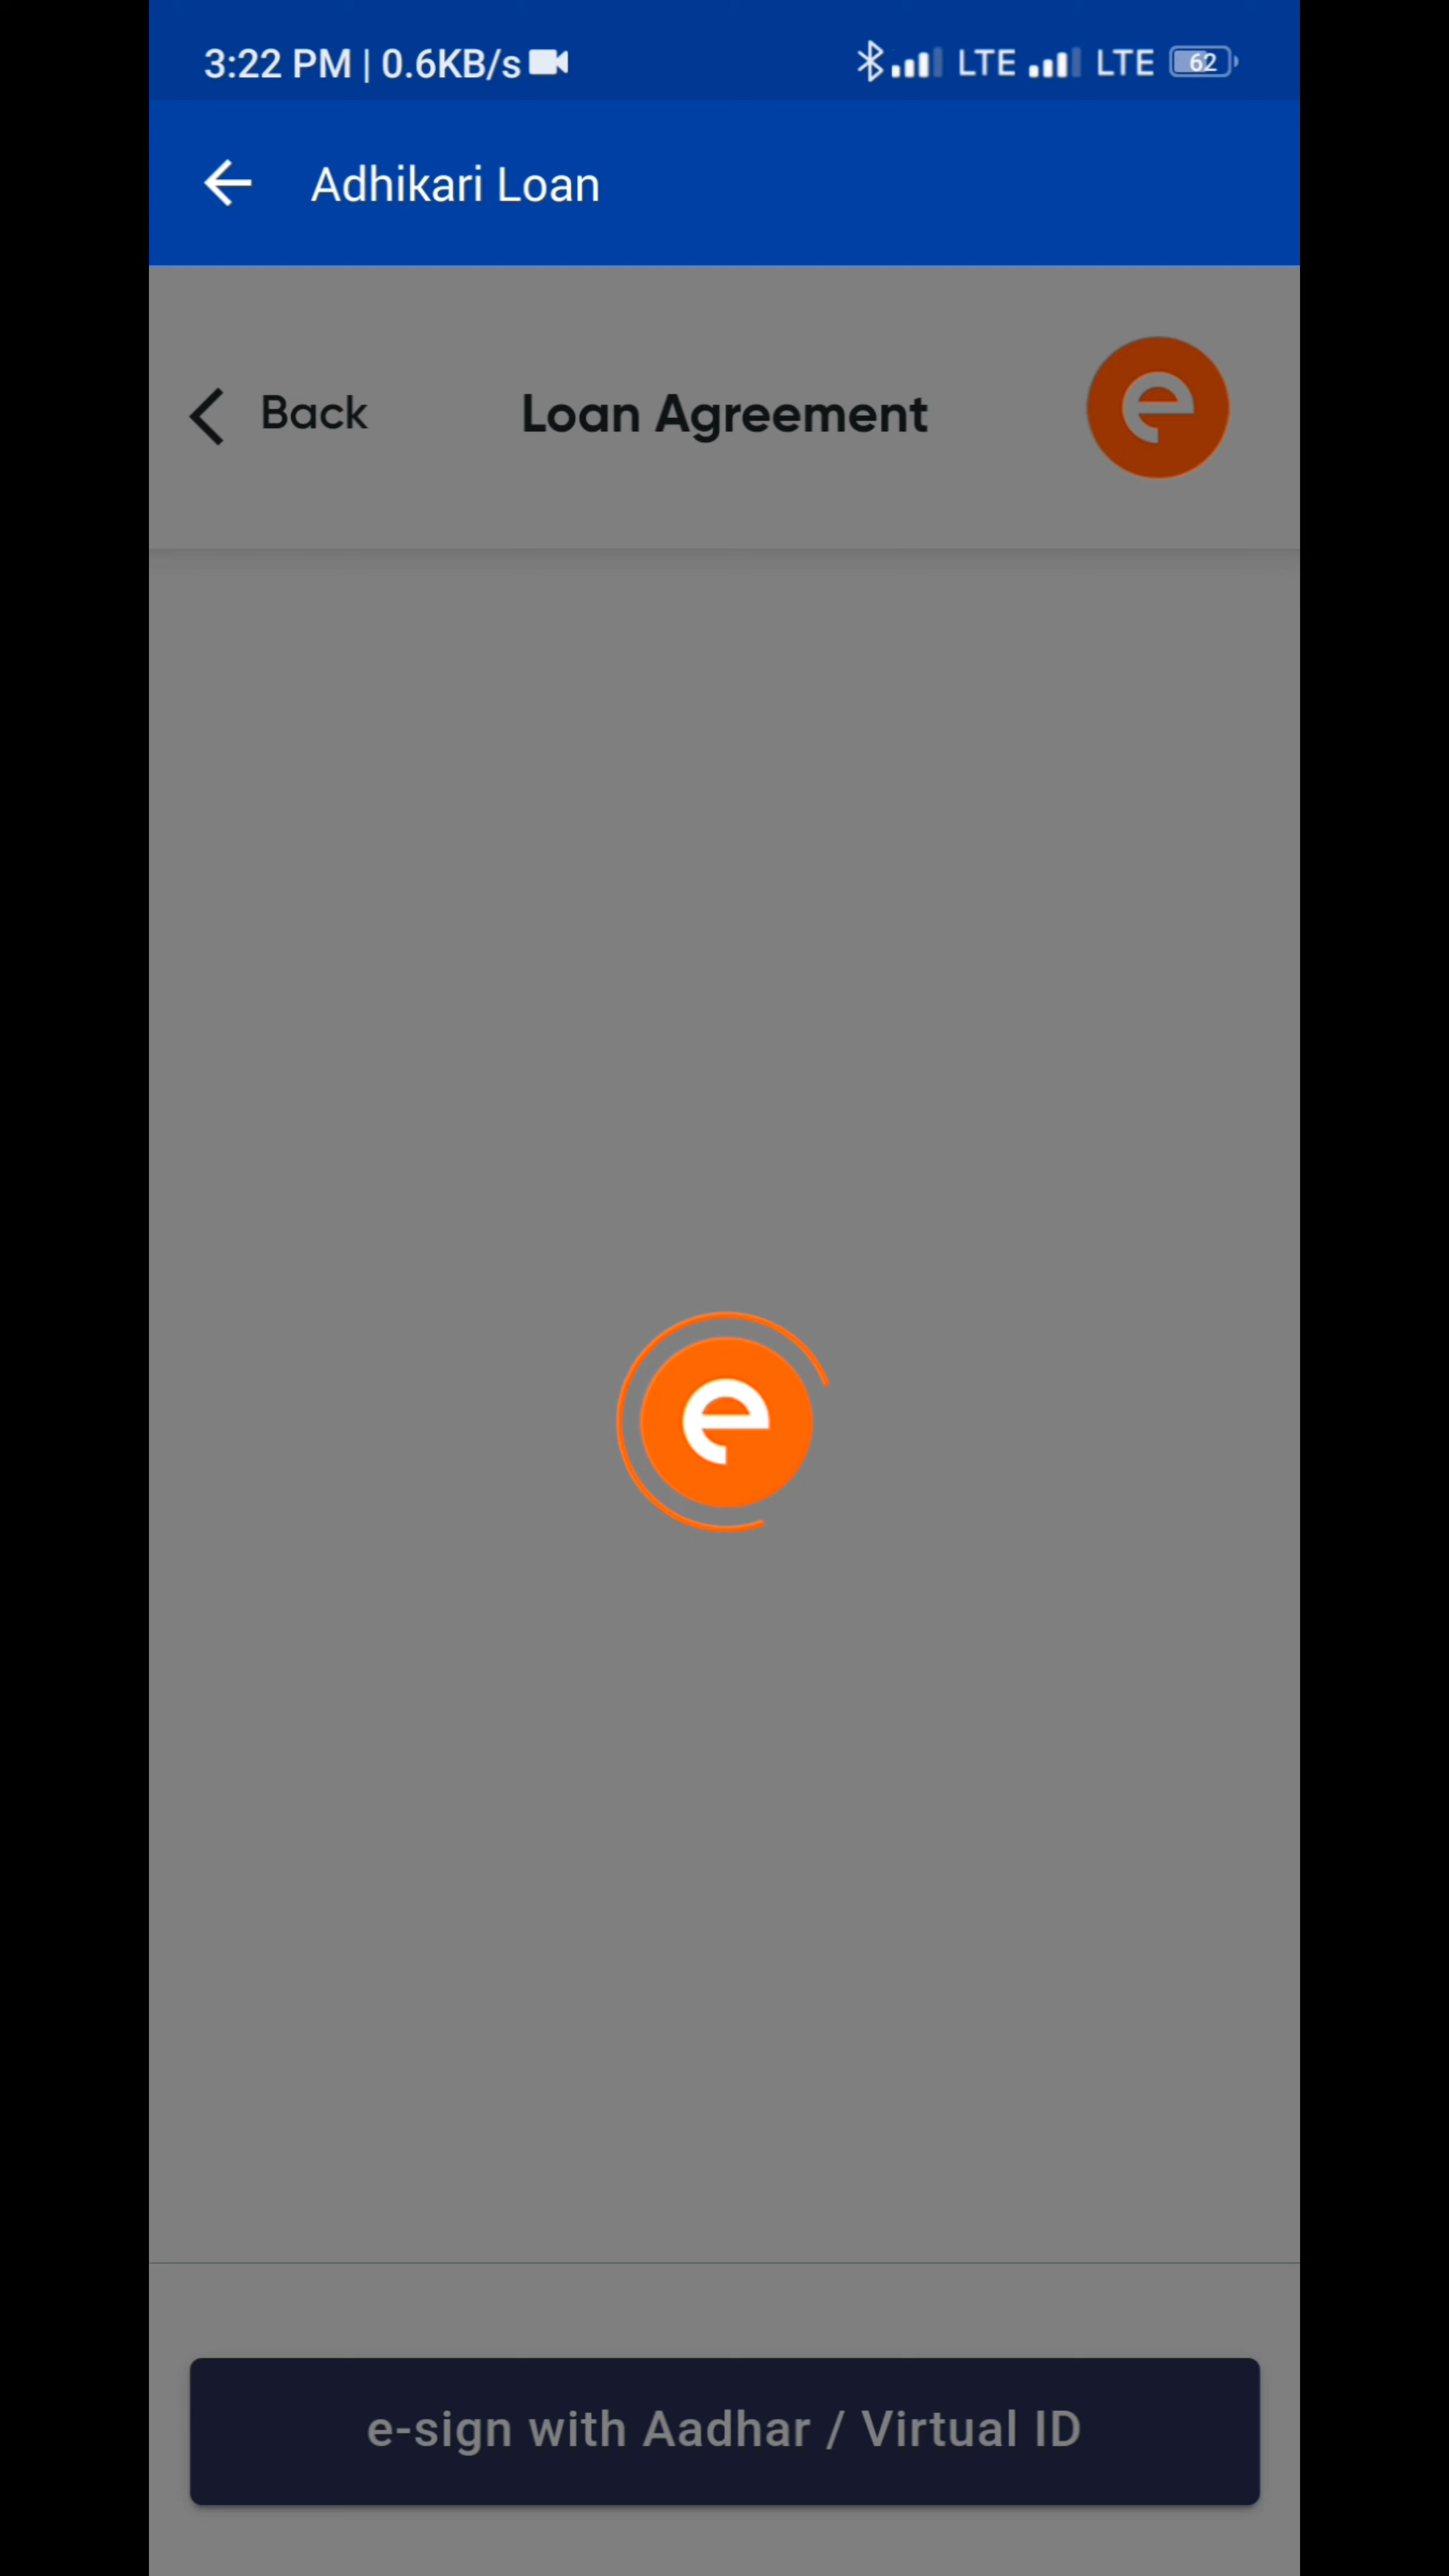 3:22 PM | 0.6KB/s LTE LTE 62
Adhikari Loan
Back Loan Agreement e
e
e-sign with Aadhar / Virtual ID